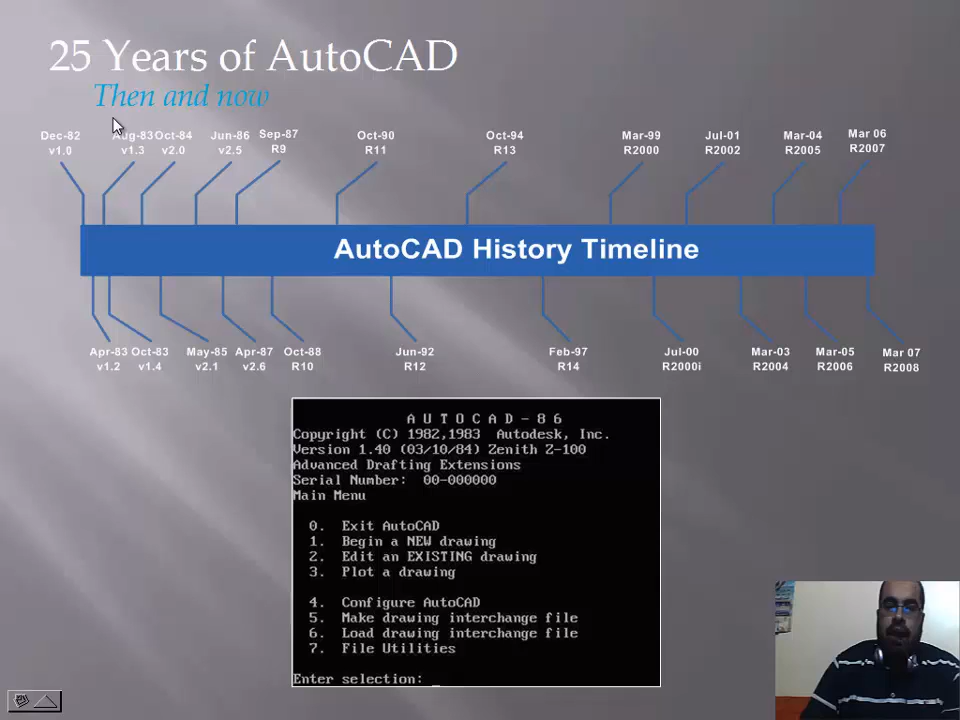 25 Years of AutoCAD
Then and now
Dec-82 Aug-83 Oct-84 Jun-86 Sep-87 Oct-90 Oct-94 Mar-99 Jul-01 Mar-04 Mar 06
v1.0 v1.3 v2.0 v2.5 R9 R11 R13 R2000 R2002 R2005 R2007
AutoCAD History Timeline
Apr-83 Oct-83 May-85 Apr-87 Oct-88 Jun-92 Feb-97 Jul-00 Mar-03 Mar-05 Mar 07
v1.2 v1.4 v2.1 v2.6 R10 R12 R14 R2000i R2004 R2006 R2008
A U T O C A D - 8 6
Copyright (C) 1982,1983 Autodesk, Inc.
Version 1.40 (03/10/84) Zenith Z-100
Advanced Drafting Extensions
Serial Number: 00-000000
Main Menu
0. Exit AutoCAD
1. Begin a NEW drawing
2. Edit an EXISTING drawing
3. Plot a drawing
4. Configure AutoCAD
5. Make drawing interchange file
6. Load drawing interchange file
7. File Utilities
Enter selection: _